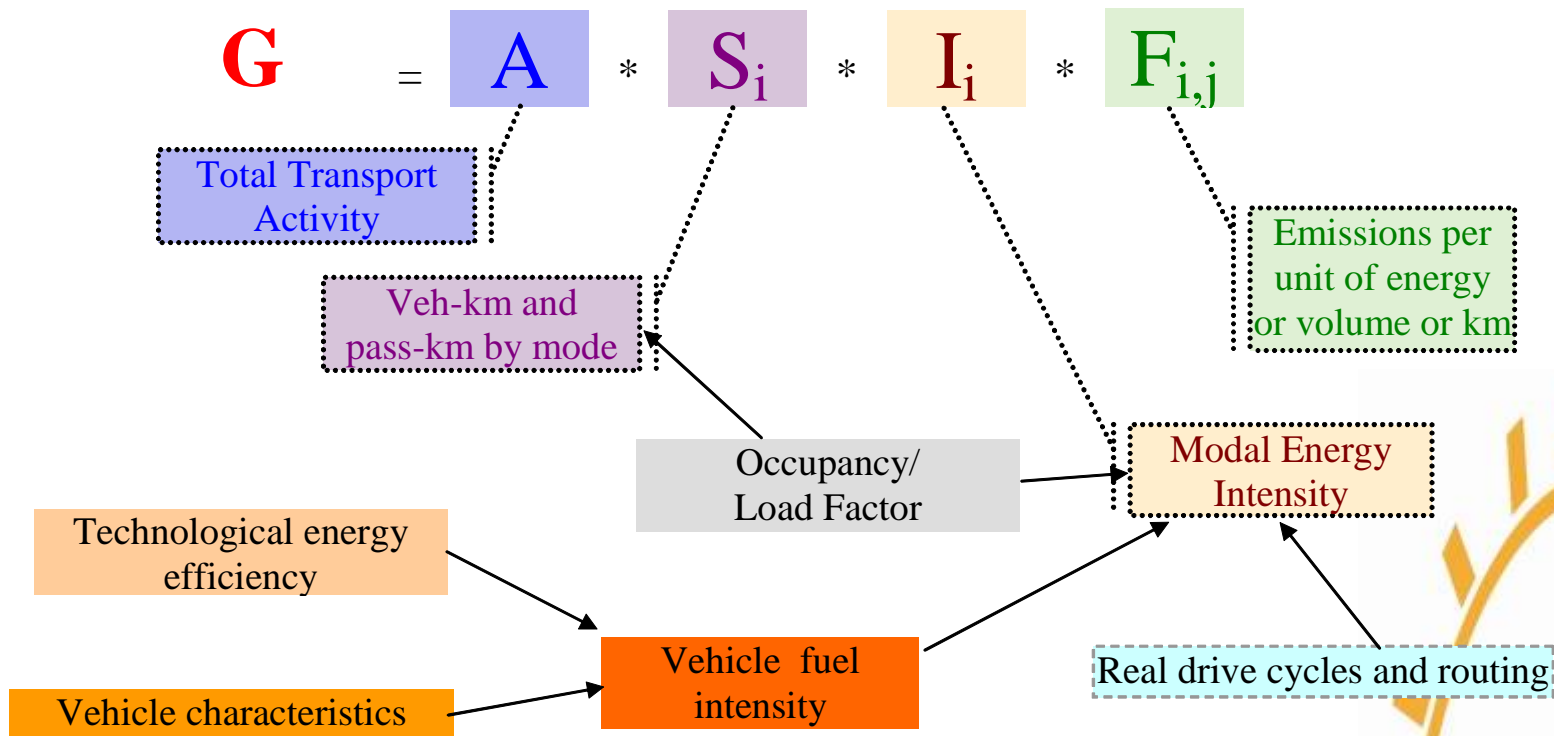 G = A * Si * Ii * Fi,j
Total Transport
Activity
Emissions per
unit of energy
or volume or km
Veh-km and
pass-km by mode
Occupancy/
Load Factor
Modal Energy
Intensity
Technological energy
efficiency
Vehicle fuel
intensity
Real drive cycles and routing
Vehicle characteristics